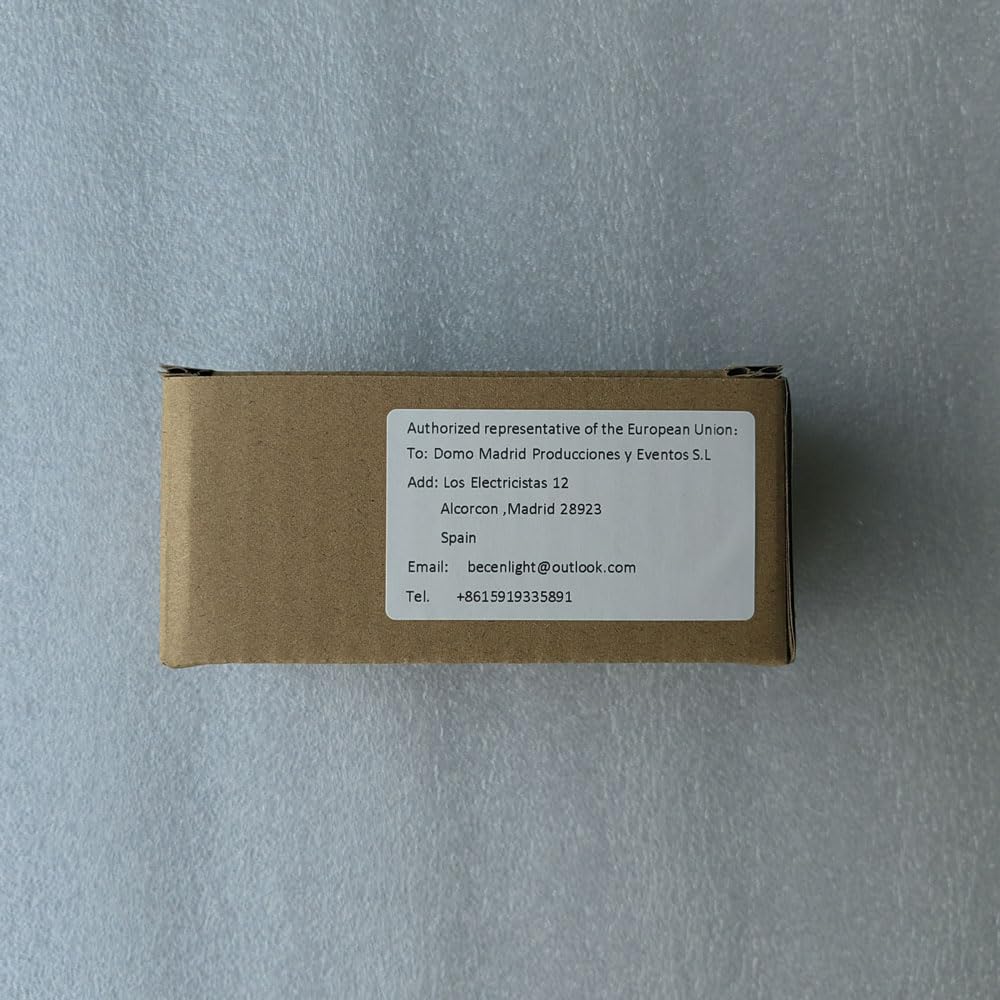 Authorized representative of the European Union:
To: Domo Madrid Producciones y Eventos S.L
Add: Los Electricistas 12
Alcorcon ,Madrid 28923
Spain
Email: becenlight@outlook.com
Tel. +8615919335891